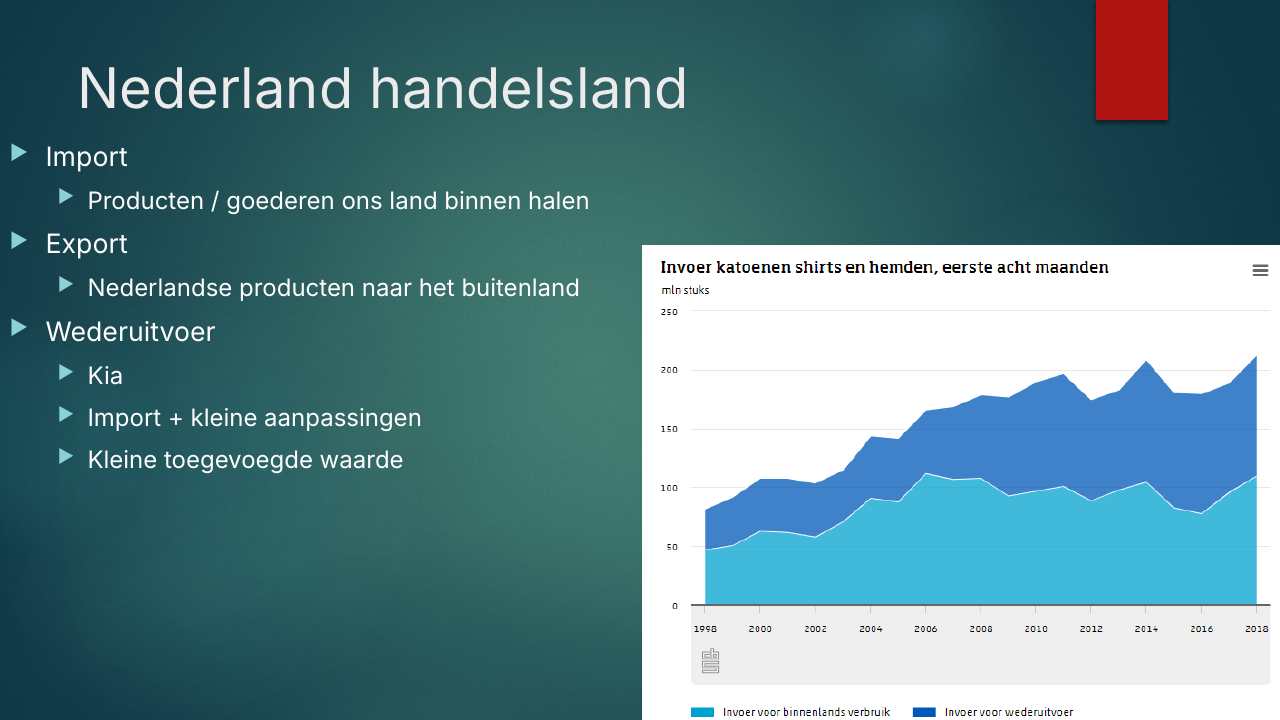 Nederland handelsland
Import
Producten / goederen ons land binnen halen
Export
Nederlandse producten naar het buitenland
Wederuitvoer
Kia
Import + kleine aanpassingen
Kleine toegevoegde waarde
Invoer katoenen shirts en hemden, eerste acht maanden
mln stuks
250
200
150
100
50
0
1998 2000 2002 2004 2006 2008 2010 2012 2014 2016 2018
Invoer voor binnenlands verbruik Invoer voor wederuitvoer